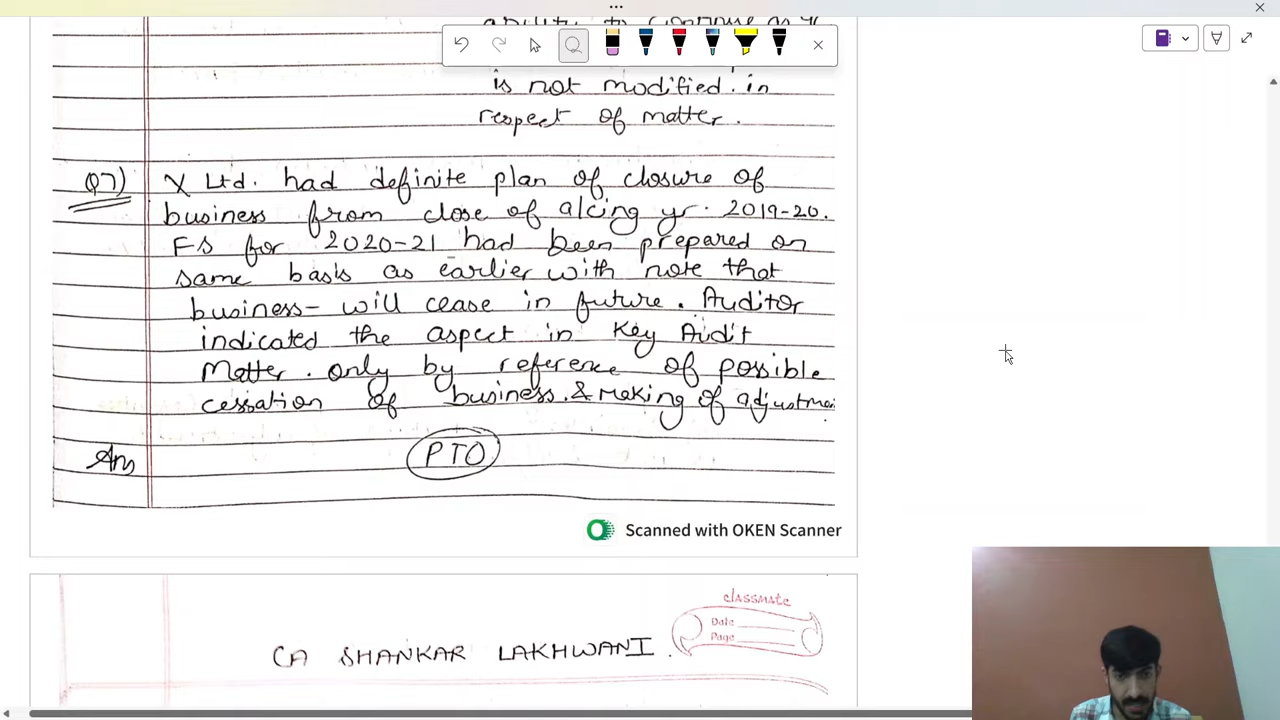 is not modified. in
respect of matter.
Q7) X Ltd. had definite plan of closure of
business from close of a/cing yr. 2019-20.
FS for 2020-21 had been prepared on
same basis as earlier with note that
business- will cease in future. Auditor
indicated the aspect in Key Audit
Matter. only by reference of possible
cessation of business. & making of adjustmen
Ans PTO
Scanned with OKEN Scanner
classmate
Date
Page
CA SHANKAR LAKHWANI.